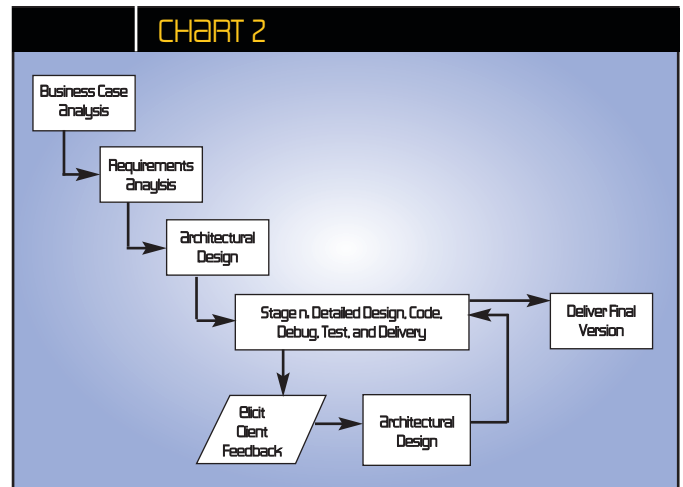 CHART 2
Business Case
Analysis
Requirements
Anaylsis
Architectural
Design
Stage n. Detailed Design, Code,
Debug, Test, and Delivery
Deliver Final
Version
Elicit
Client
Feedback
Architectural
Design